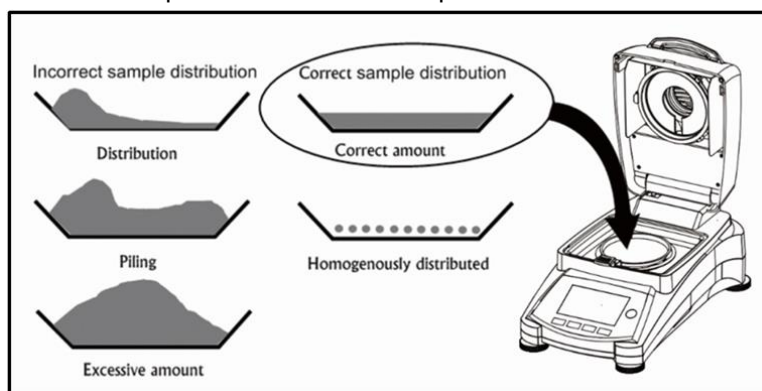 Incorrect sample distribution
Distribution
Piling
Excessive amount
Correct sample distribution
Correct amount
Homogenously distributed